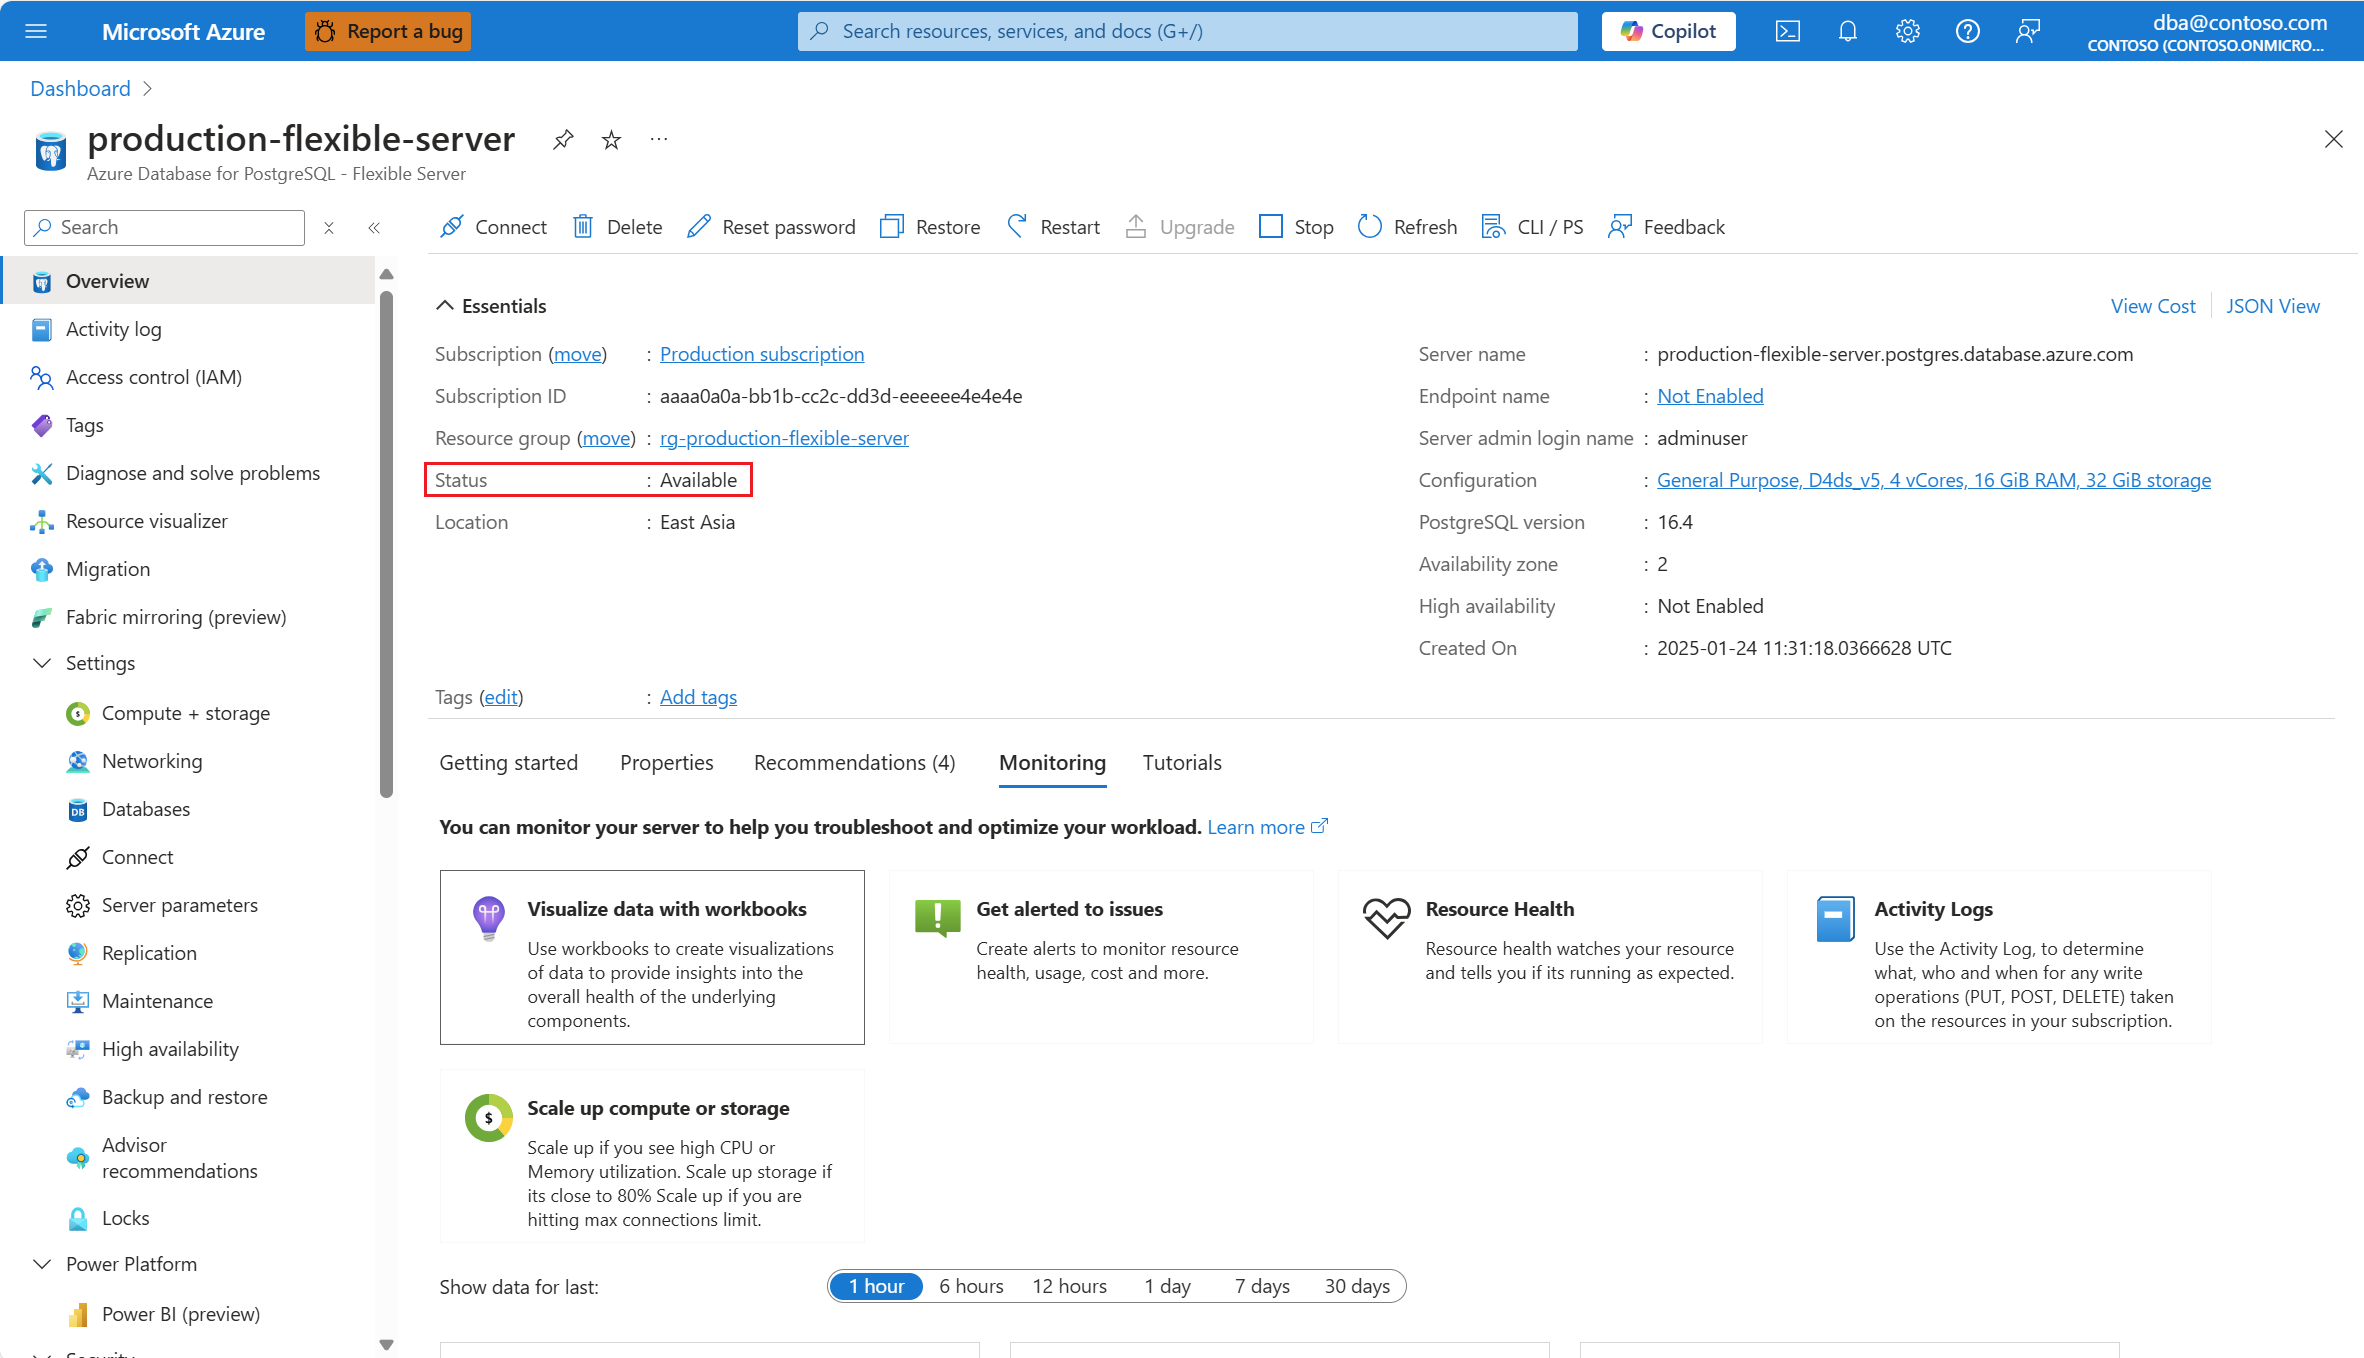 Microsoft Azure
Report a bug
Search resources, services, and docs (G+/)
Copilot
dba@contoso.com
CONTOSO (CONTOSO.ONMICRO...
Dashboard
production-flexible-server
Azure Database for PostgreSQL - Flexible Server
Search
Connect
Delete
Reset password
Restore
Restart
Upgrade
Stop
Refresh
CLI / PS
Feedback
Overview
Activity log
Access control (IAM)
Tags
Diagnose and solve problems
Resource visualizer
Migration
Fabric mirroring (preview)
Settings
Compute + storage
Networking
Databases
Connect
Server parameters
Replication
Maintenance
High availability
Backup and restore
Advisor
recommendations
Locks
Power Platform
Power BI (preview)
Security
Essentials
View Cost
JSON View
Subscription (move) : Production subscription
Subscription ID : aaaa0a0a-bb1b-cc2c-dd3d-eeeeee4e4e4e
Resource group (move) : rg-production-flexible-server
Status : Available
Location : East Asia
Server name : production-flexible-server.postgres.database.azure.com
Endpoint name : Not Enabled
Server admin login name : adminuser
Configuration : General Purpose, D4ds_v5, 4 vCores, 16 GiB RAM, 32 GiB storage
PostgreSQL version : 16.4
Availability zone : 2
High availability : Not Enabled
Created On : 2025-01-24 11:31:18.0366628 UTC
Tags (edit) : Add tags
Getting started
Properties
Recommendations (4)
Monitoring
Tutorials
You can monitor your server to help you troubleshoot and optimize your workload. Learn more
Visualize data with workbooks
Use workbooks to create visualizations
of data to provide insights into the
overall health of the underlying
components.
Get alerted to issues
Create alerts to monitor resource
health, usage, cost and more.
Resource Health
Resource health watches your resource
and tells you if its running as expected.
Activity Logs
Use the Activity Log, to determine
what, who and when for any write
operations (PUT, POST, DELETE) taken
on the resources in your subscription.
Scale up compute or storage
Scale up if you see high CPU or
Memory utilization. Scale up storage if
its close to 80% Scale up if you are
hitting max connections limit.
Show data for last:
1 hour
6 hours
12 hours
1 day
7 days
30 days